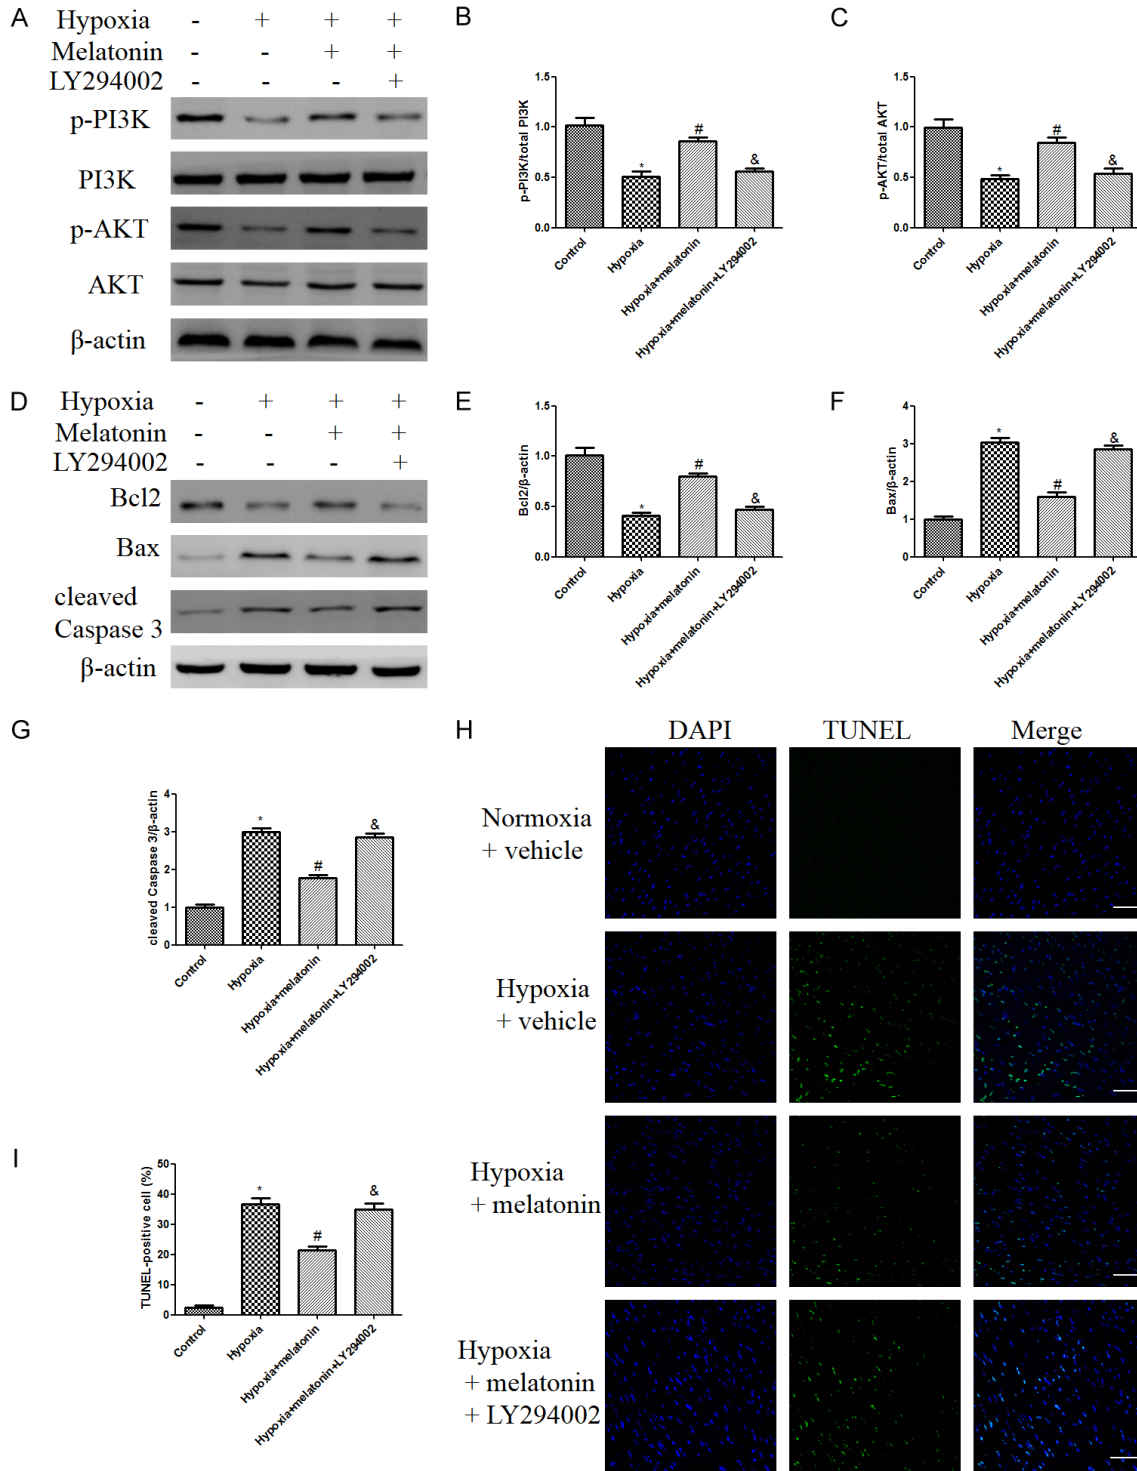 A
Hypoxia - + + +
Melatonin - - + +
LY294002 - - - +
p-PI3K
PI3K
p-AKT
AKT
β-actin
B
p-PI3K/total PI3K
1.5
1.0
0.5
0.0
* # &
Control
Hypoxia
Hypoxia+melatonin
Hypoxia+melatonin+LY294002
C
p-AKT/total AKT
1.5
1.0
0.5
0.0
* # &
Control
Hypoxia
Hypoxia+melatonin
Hypoxia+melatonin+LY294002
D
Hypoxia - + + +
Melatonin - - + +
LY294002 - - - +
Bcl2
Bax
cleaved
Caspase 3
β-actin
E
Bcl2/β-actin
1.5
1.0
0.5
0.0
* # &
Control
Hypoxia
Hypoxia+melatonin
Hypoxia+melatonin+LY294002
F
Bax/β-actin
4
3
2
1
0
* # &
Control
Hypoxia
Hypoxia+melatonin
Hypoxia+melatonin+LY294002
G
cleaved Caspase 3/β-actin
4
3
2
1
0
* # &
Control
Hypoxia
Hypoxia+melatonin
Hypoxia+melatonin+LY294002
H
DAPI TUNEL Merge
Normoxia
+ vehicle
Hypoxia
+ vehicle
Hypoxia
+ melatonin
Hypoxia
+ melatonin
+ LY294002
I
TUNEL-positive cell (%)
50
40
30
20
10
0
* # &
Control
Hypoxia
Hypoxia+melatonin
Hypoxia+melatonin+LY294002